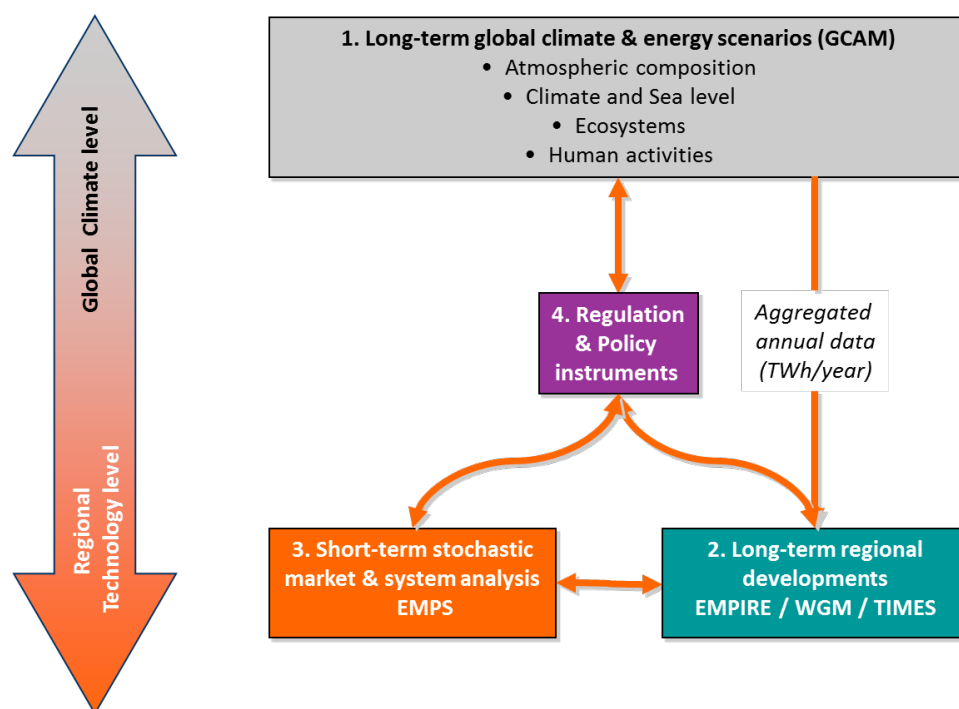 1. Long-term global climate & energy scenarios (GCAM)
• Atmospheric composition
• Climate and Sea level
• Ecosystems
• Human activities
Global Climate level
4. Regulation
& Policy
instruments
Aggregated
annual data
(TWh/year)
Regional
Technology level
3. Short-term stochastic
market & system analysis
EMPS
2. Long-term regional
developments
EMPIRE / WGM / TIMES